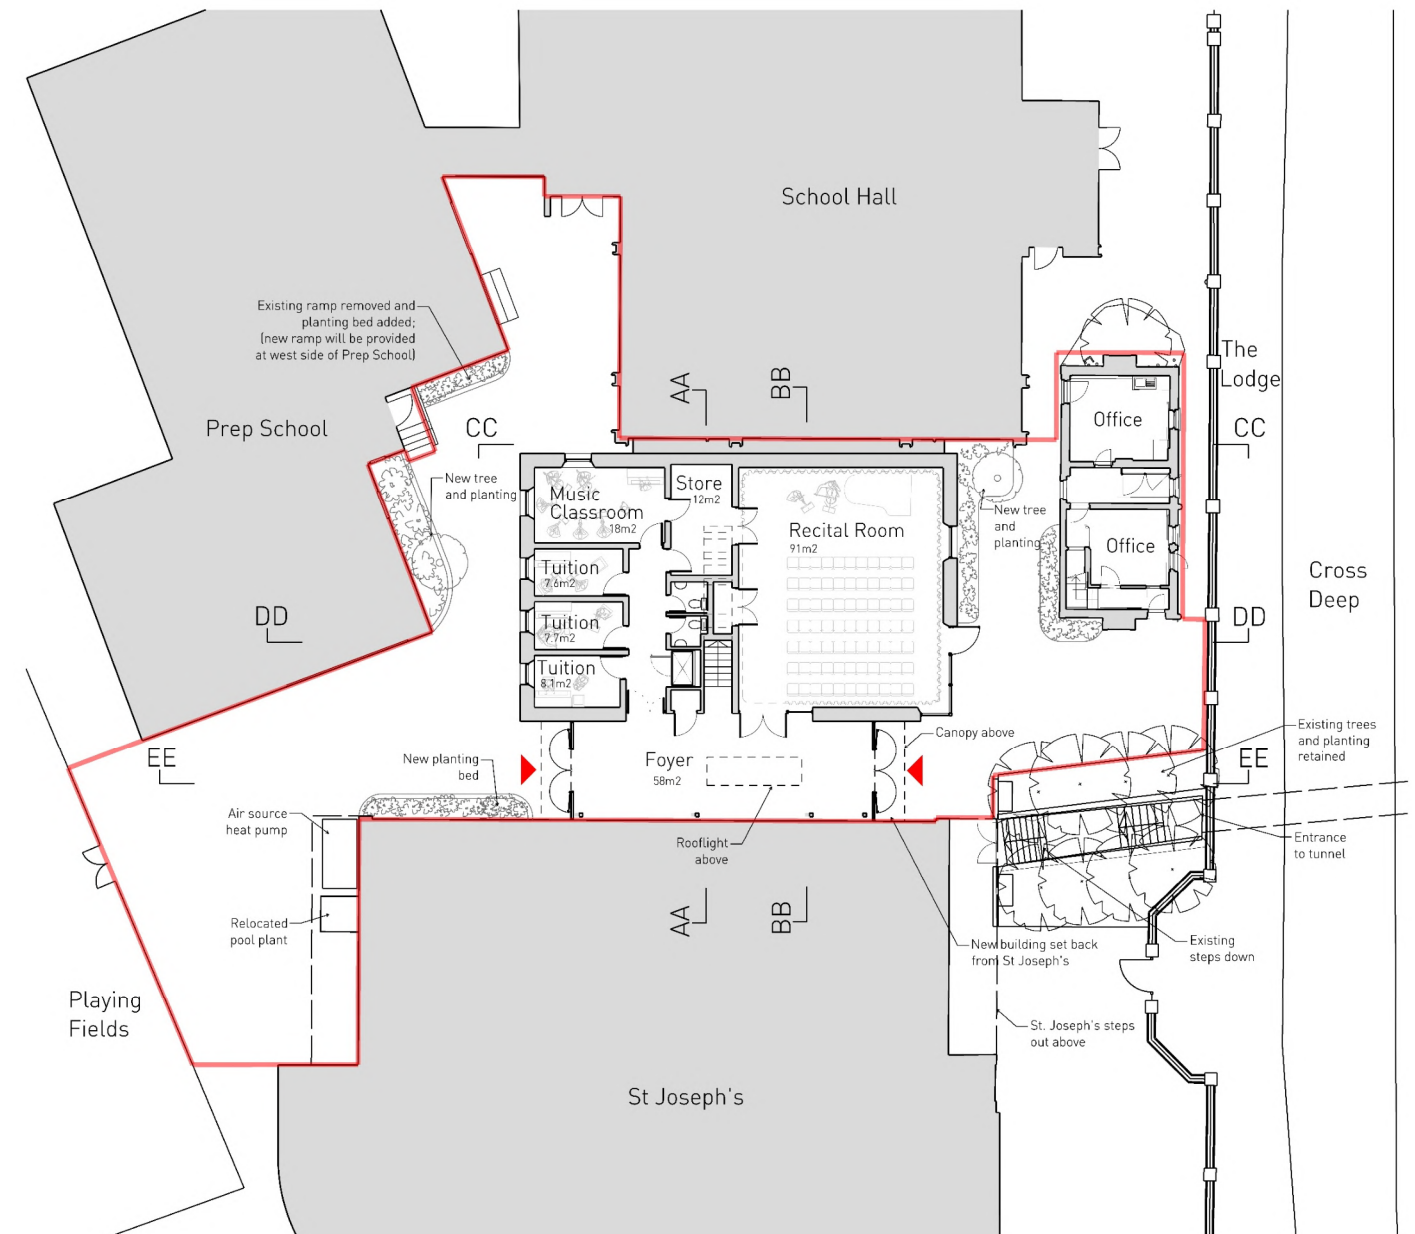 School Hall
Existing ramp removed and
planting bed added;
(new ramp will be provided
at west side of Prep School)
The
Lodge
AA
BB
Office
Prep School
CC
CC
New tree
and planting
Music
Classroom
18m2
Store
12m2
Recital Room
91m2
New tree
and
planting
Office
Tuition
7.6m2
Cross
Deep
DD
DD
Tuition
7.7m2
Tuition
8.1m2
Existing trees
and planting
retained
Canopy above
EE
EE
New planting
bed
Foyer
58m2
Air source
heat pump
Rooflight
above
Entrance
to tunnel
AA
BB
Relocated
pool plant
New building set back
from St Joseph's
Existing
steps down
Playing
Fields
St. Joseph's steps
out above
St Joseph's